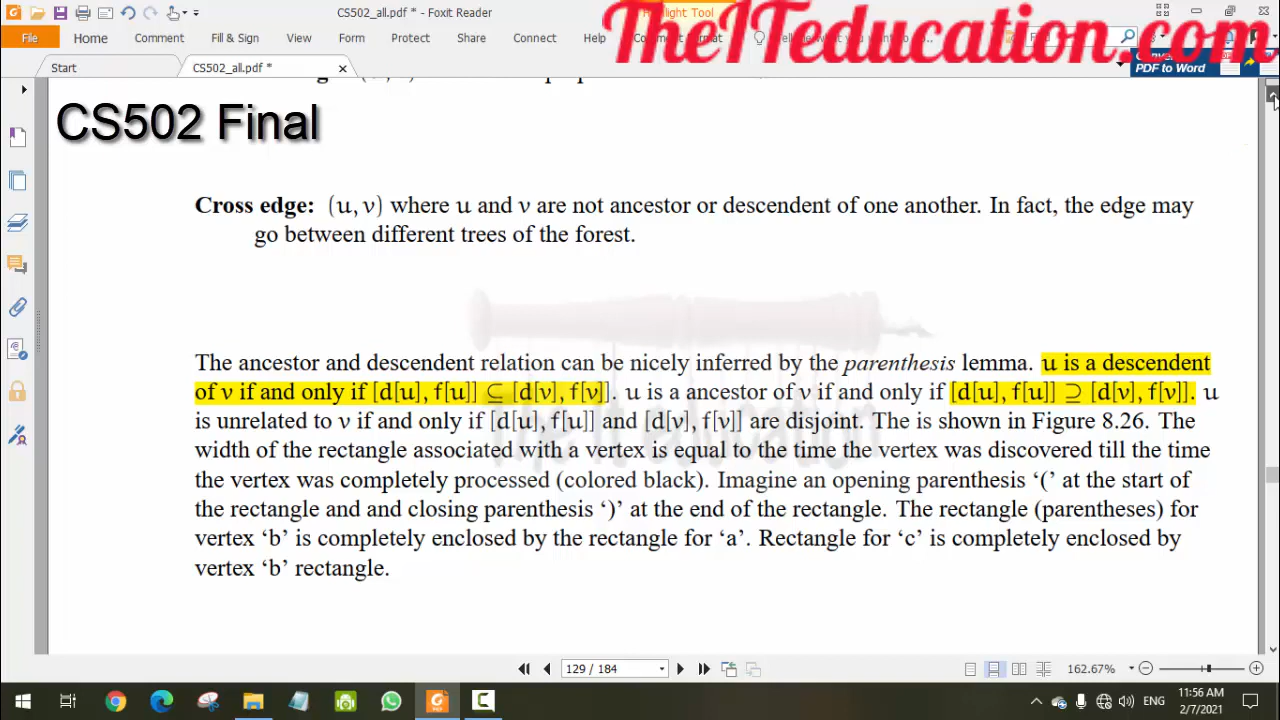 CS502_all.pdf * - Foxit Reader
TheITeducation.com
File Home Comment Fill & Sign View Form Protect Share Connect Help
PDF to Word
Start CS502_all.pdf *
CS502 Final
Cross edge: (u, v) where u and v are not ancestor or descendent of one another. In fact, the edge may
go between different trees of the forest.
The ancestor and descendent relation can be nicely inferred by the parenthesis lemma. u is a descendent
of v if and only if [d[u], f[u]] ⊆ [d[v], f[v]]. u is a ancestor of v if and only if [d[u], f[u]] ⊇ [d[v], f[v]]. u
is unrelated to v if and only if [d[u], f[u]] and [d[v], f[v]] are disjoint. The is shown in Figure 8.26. The
width of the rectangle associated with a vertex is equal to the time the vertex was discovered till the time
the vertex was completely processed (colored black). Imagine an opening parenthesis ‘(’ at the start of
the rectangle and and closing parenthesis ‘)’ at the end of the rectangle. The rectangle (parentheses) for
vertex ‘b’ is completely enclosed by the rectangle for ‘a’. Rectangle for ‘c’ is completely enclosed by
vertex ‘b’ rectangle.
The It education
129 / 184
162.67%
ENG
11:56 AM
2/7/2021